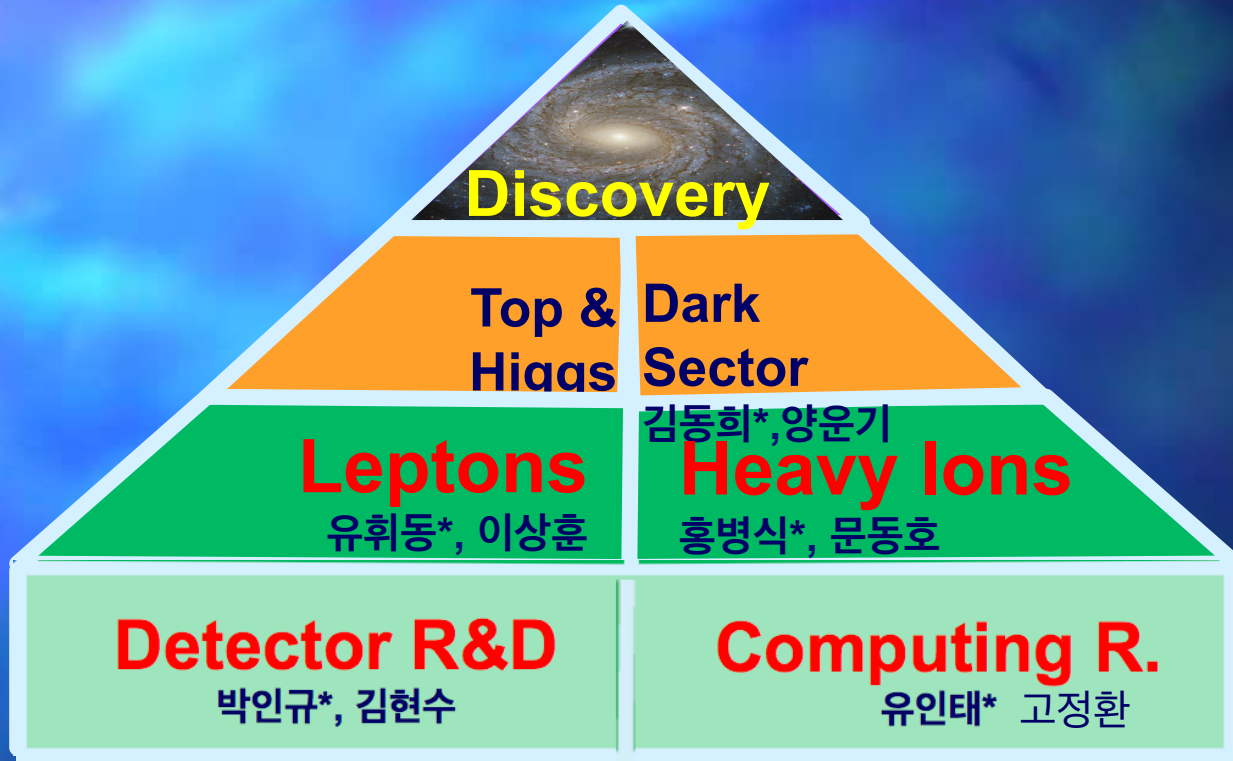 Discovery
Top &
Higgs
Dark
Sector
김동희*,양운기
Leptons
유휘동*, 이상훈
Heavy Ions
홍병식*, 문동호
Detector R&D
박인규*, 김현수
Computing R.
유인태* 고정환